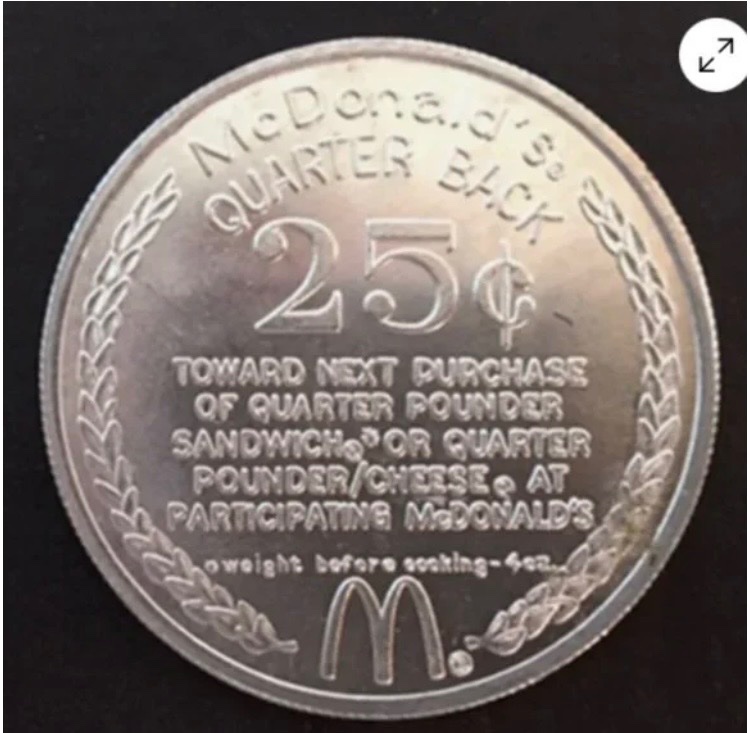 McDonald's®
QUARTER BACK
25¢
TOWARD NEXT PURCHASE
OF QUARTER POUNDER
SANDWICH®* OR QUARTER
POUNDER/CHEESE® AT
PARTICIPATING McDONALD'S
weight before cooking-4oz.
M®